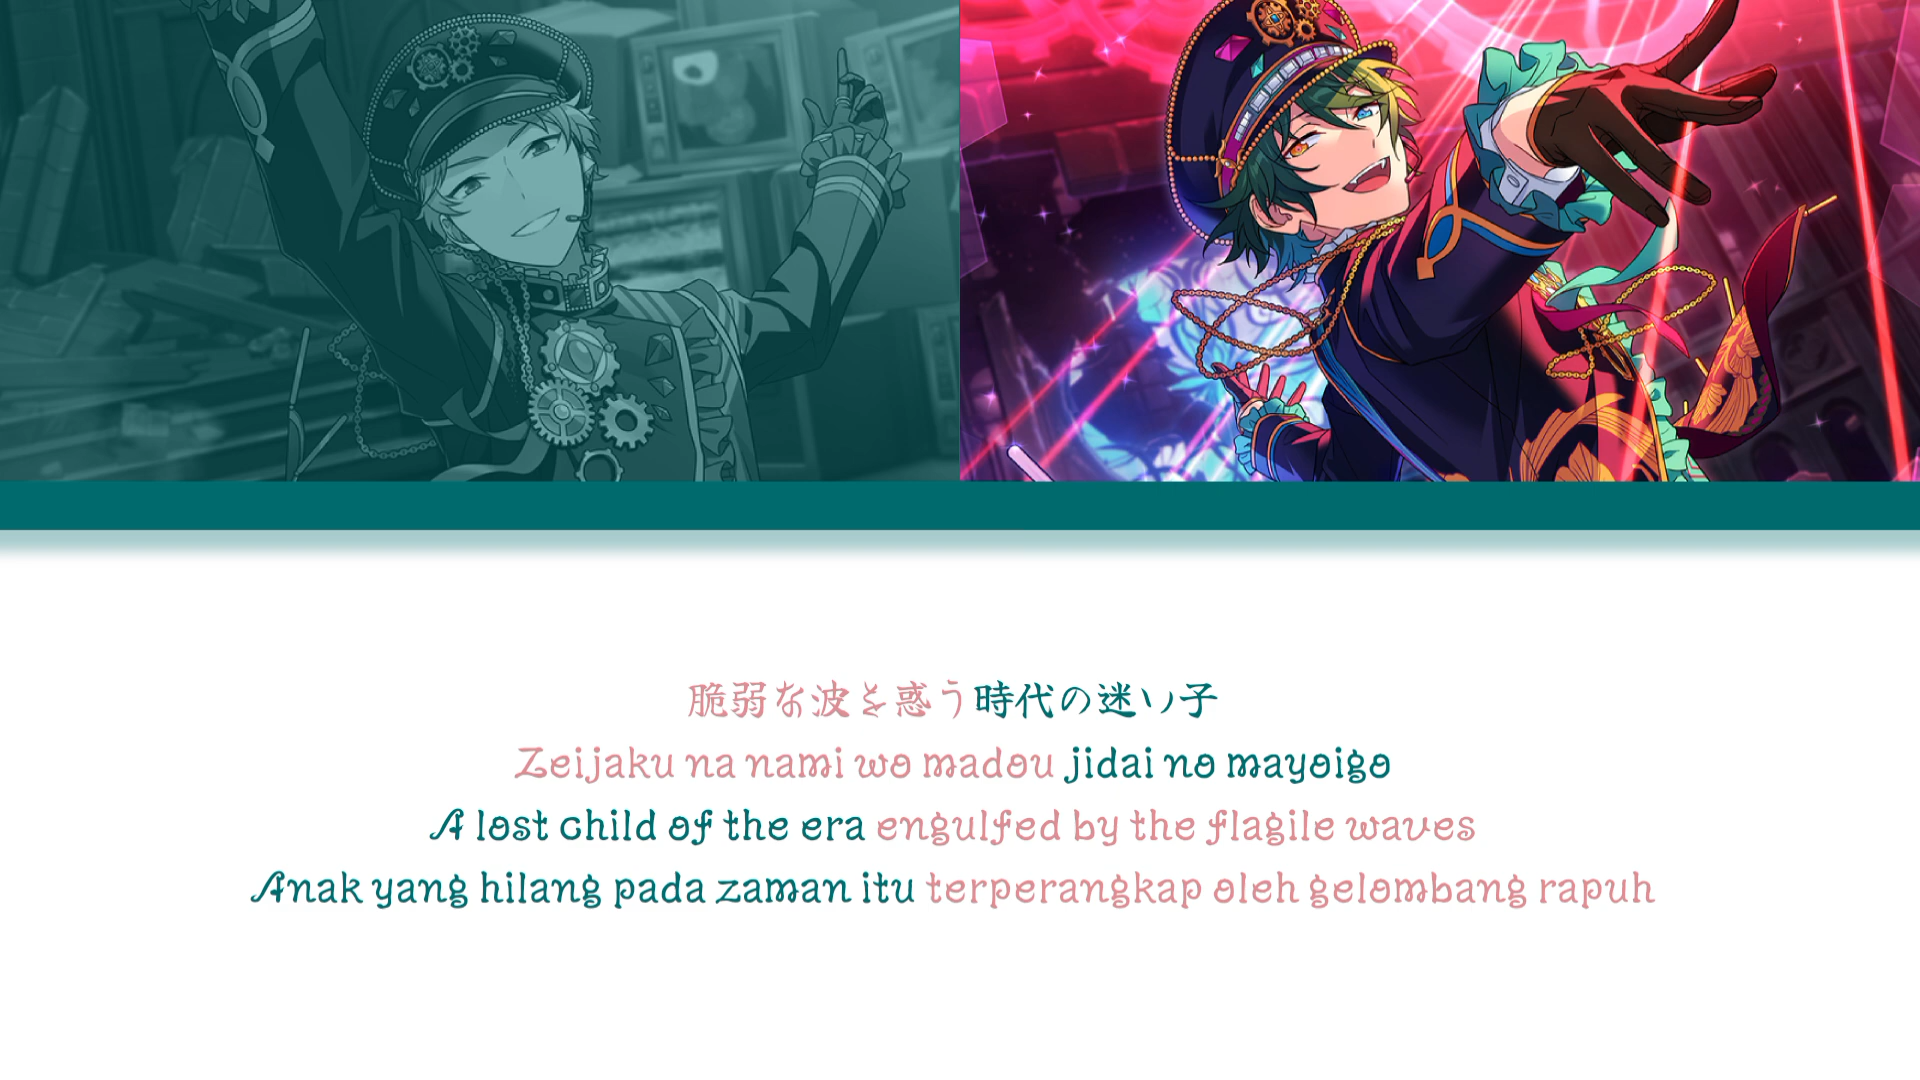 脆弱な波を惑う時代の迷い子
Zeijaku na nami wo madou jidai no mayoigo
A lost child of the era engulfed by the flagile waves
Anak yang hilang pada zaman itu terperangkap oleh gelombang rapuh